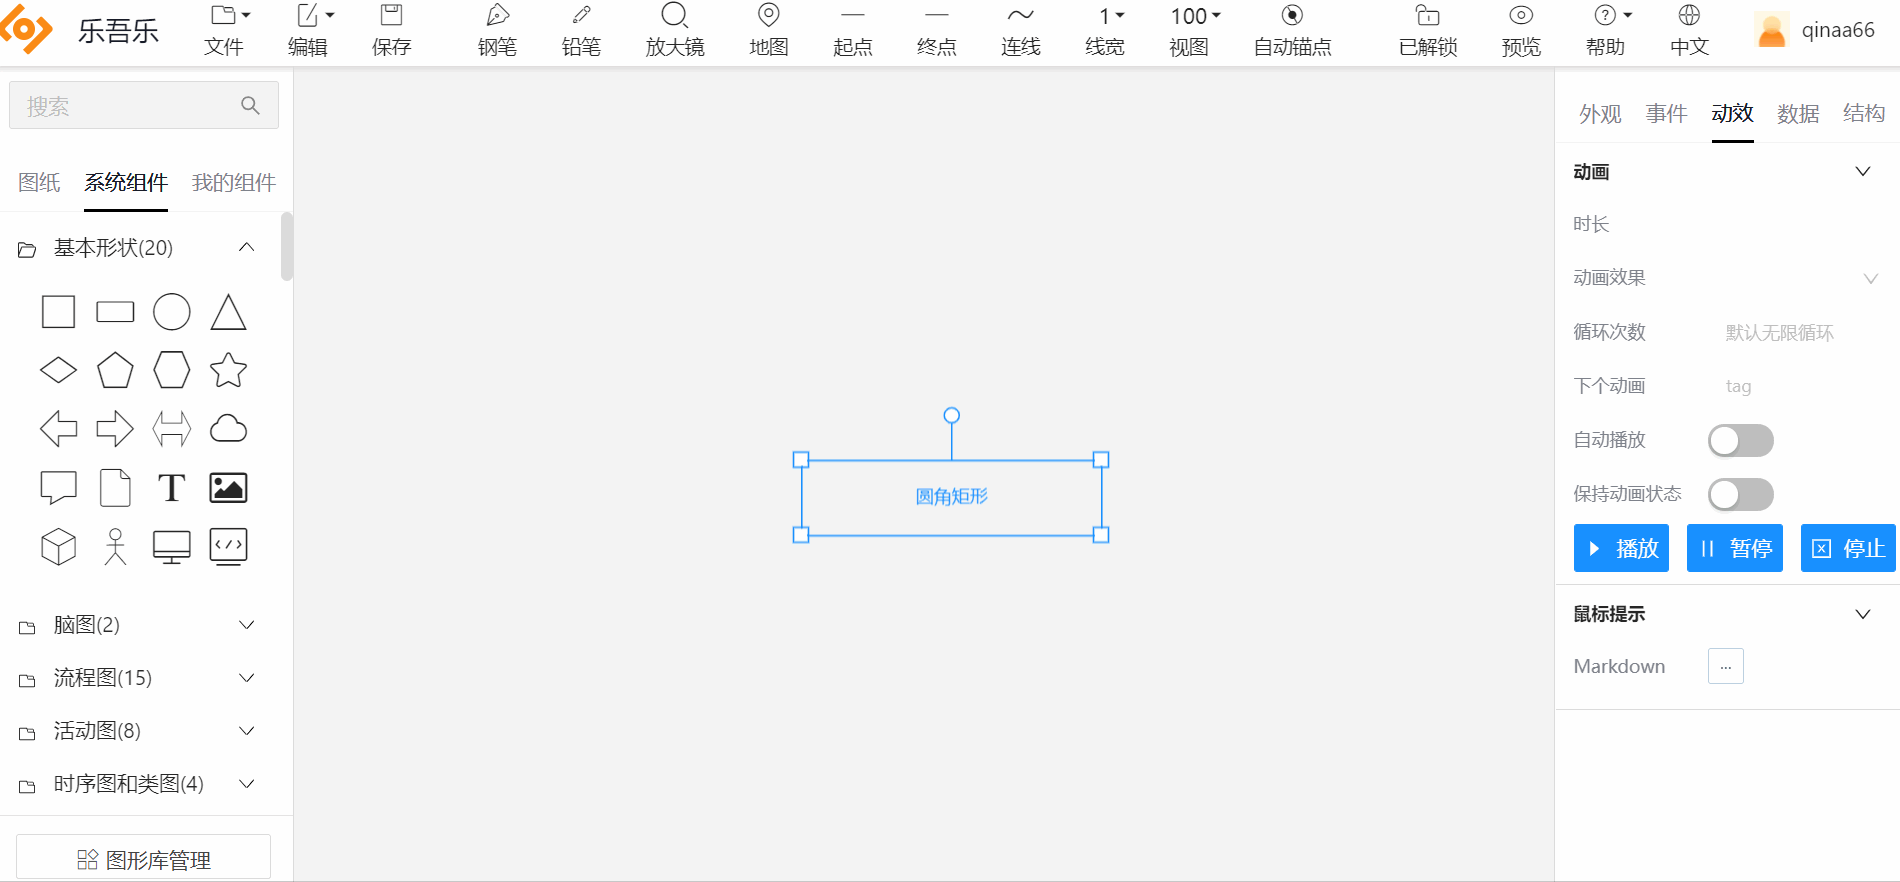 乐吾乐
文件
编辑
保存
钢笔
铅笔
放大镜
地图
起点
终点
连线
1
线宽
100
视图
自动锚点
已解锁
预览
帮助
中文
qinaa66
搜索
图纸 系统组件 我的组件
基本形状(20)
T
脑图(2)
流程图(15)
活动图(8)
时序图和类图(4)
图形库管理
圆角矩形
外观 事件 动效 数据 结构
动画
时长
动画效果
循环次数 默认无限循环
下个动画 tag
自动播放
保持动画状态
播放 暂停 停止
鼠标提示
Markdown ...